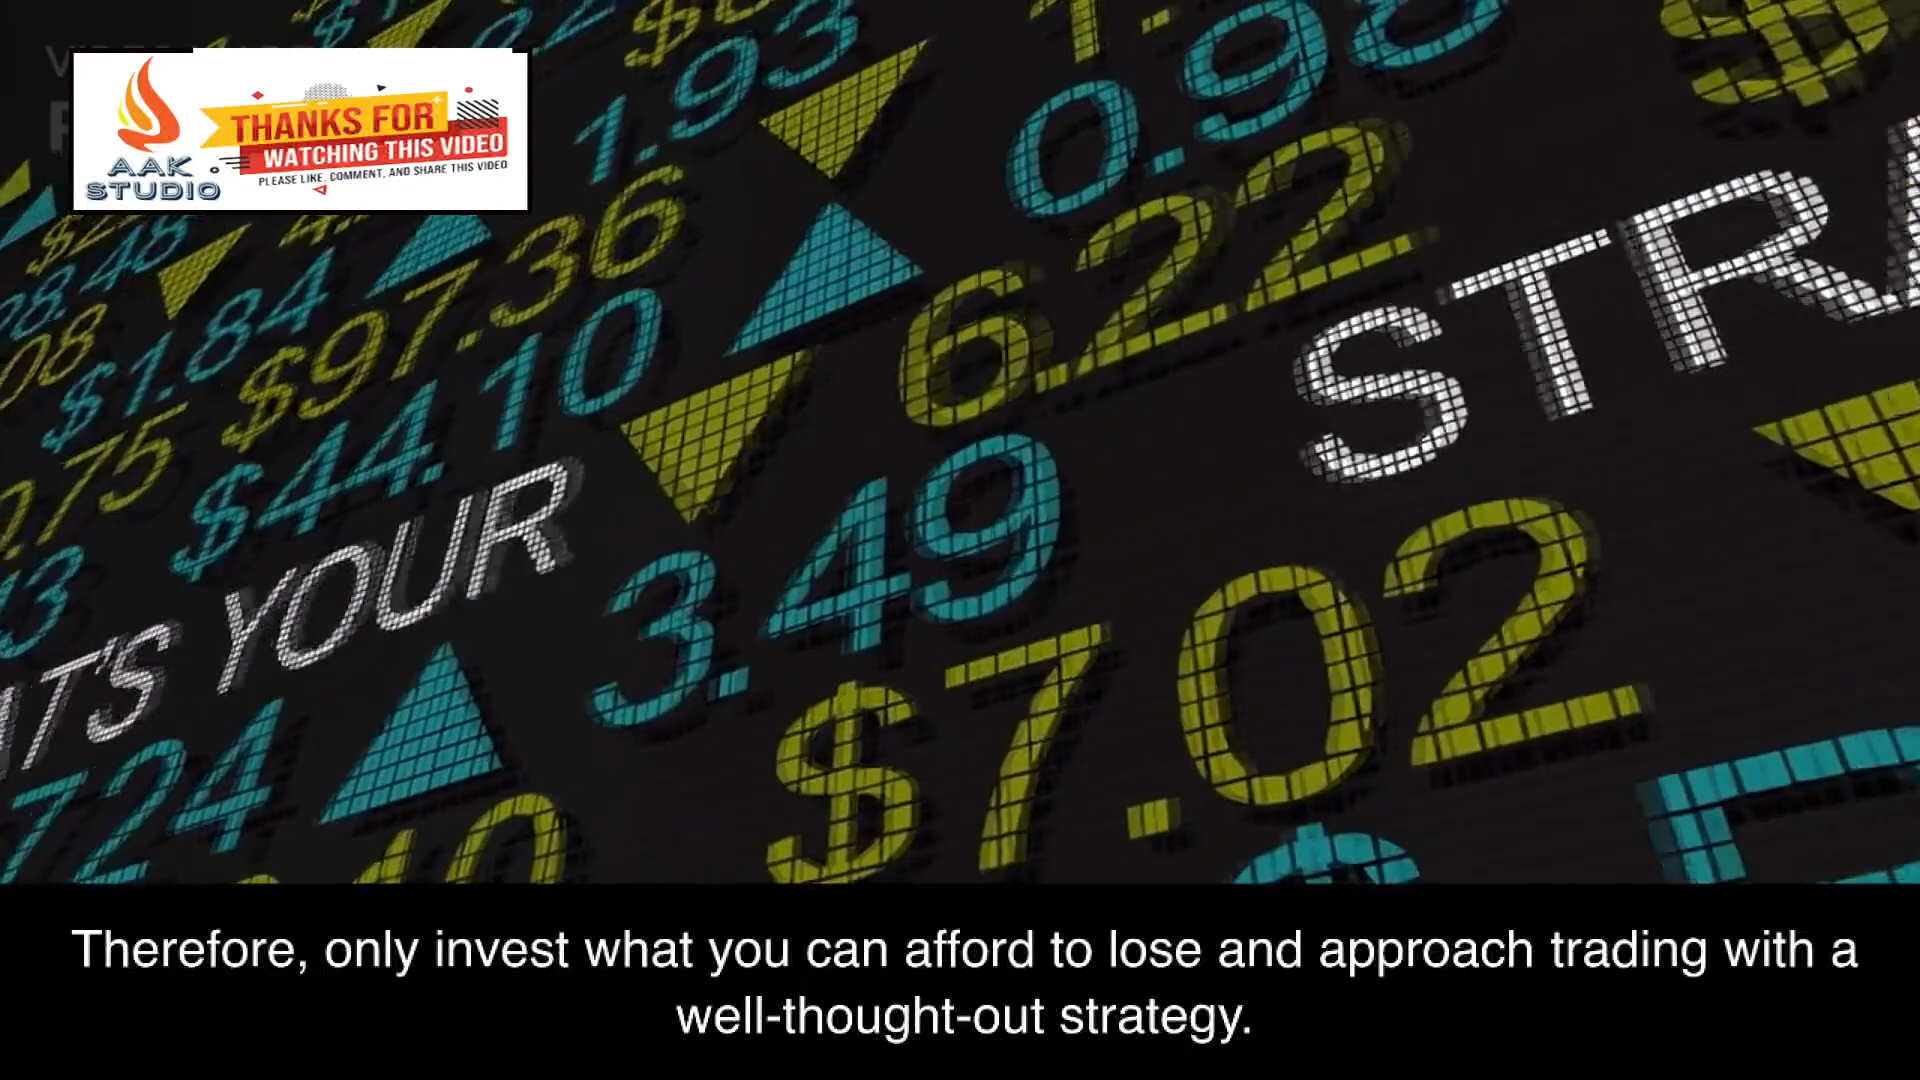 AAK
STUDIO
THANKS FOR
WATCHING THIS VIDEO
PLEASE LIKE, COMMENT, AND SHARE THIS VIDEO
1.93
0.98
6.22
$1.84
$97.36
$44.10
YOUR
3.49
$7.02
724
Therefore, only invest what you can afford to lose and approach trading with a
well-thought-out strategy.